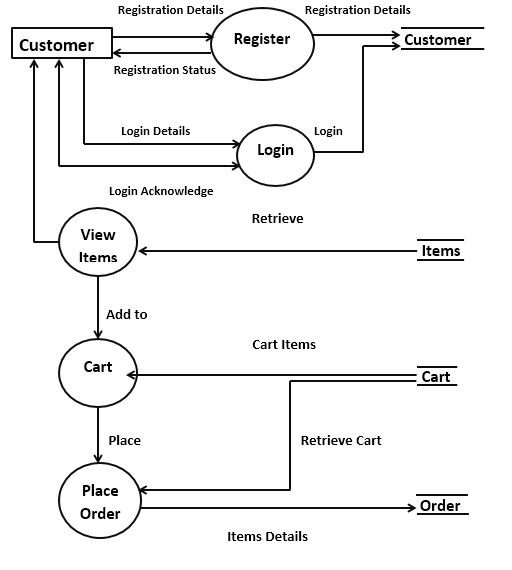 Registration Details
Registration Details
Customer
Register
Customer
Registration Status
Login Details
Login
Login
Login Acknowledge
Retrieve
View
Items
Items
Add to
Cart Items
Cart
Cart
Place
Retrieve Cart
Place
Order
Order
Items Details